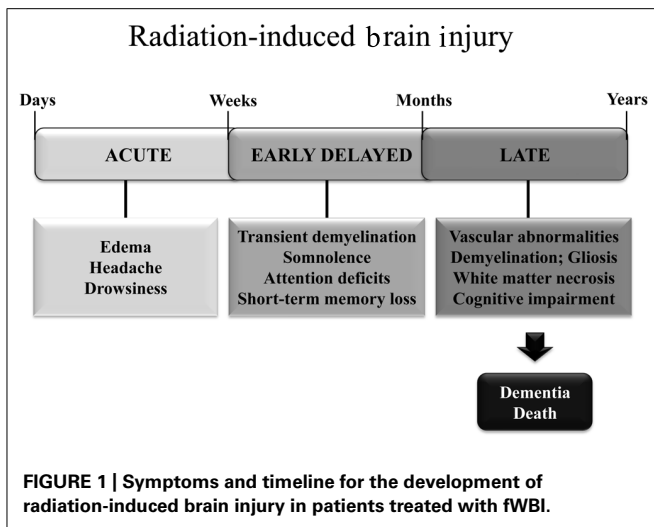 Radiation-induced brain injury
Days Weeks Months Years
ACUTE EARLY DELAYED LATE
Edema
Headache
Drowsiness
Transient demyelination
Somnolence
Attention deficits
Short-term memory loss
Vascular abnormalities
Demyelination; Gliosis
White matter necrosis
Cognitive impairment
Dementia
Death
FIGURE 1 | Symptoms and timeline for the development of
radiation-induced brain injury in patients treated with fWBI.